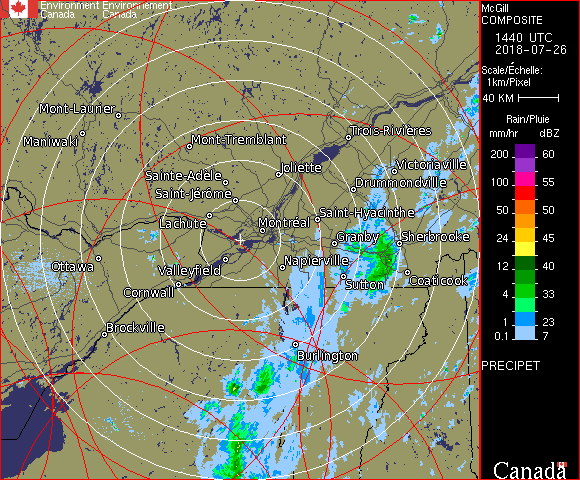 Environment Environnement
Canada Canada
McGill
COMPOSITE
1440 UTC
2018-07-26
Scale/Échelle:
1km/Pixel
40 KM
Rain/Pluie
mm/hr dBZ
200 60
100 55
50 50
24 45
12 40
4 33
1 23
0.1 7
PRECIPET
Canada
Mont-Laurier
Maniwaki
Mont-Tremblant
Trois-Rivières
Joliette
Victoriaville
Sainte-Adèle
Drummondville
Saint-Jérôme
Lachute
Saint-Hyacinthe
Montréal
Granby
Sherbrooke
Ottawa
Valleyfield
Napierville
Cornwall
Sutton
Coaticook
Brockville
Burlington